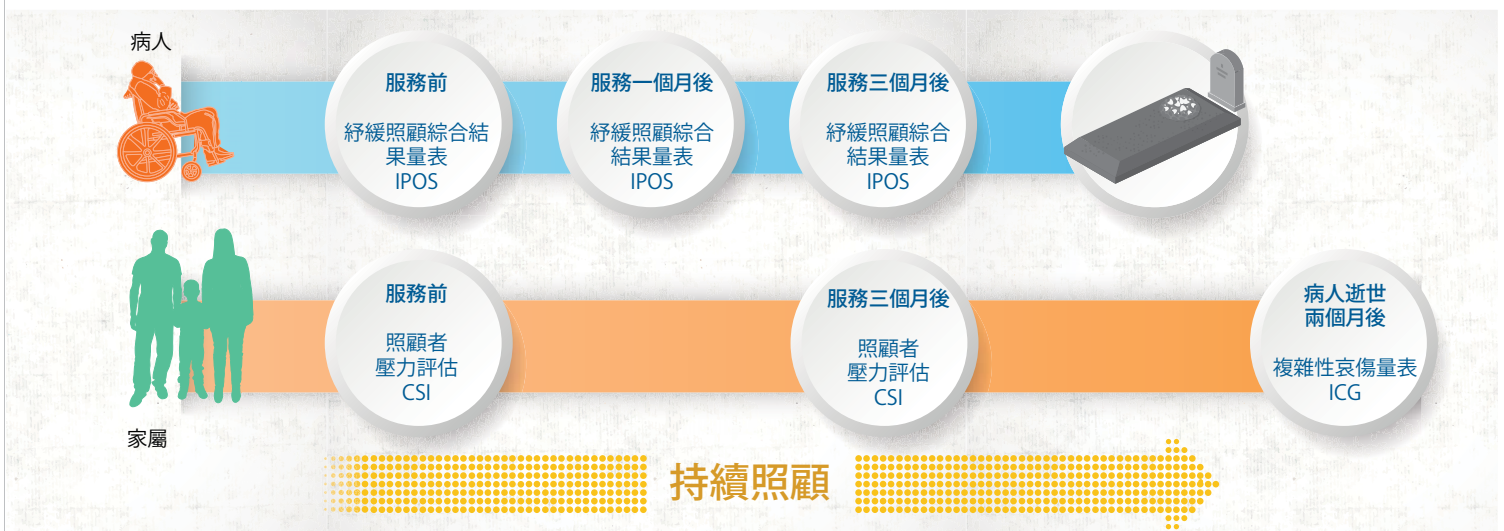 病人
服務前
紓緩照顧綜合結
果量表
IPOS
服務一個月後
紓緩照顧綜合
結果量表
IPOS
服務三個月後
紓緩照顧綜合
結果量表
IPOS
家屬
服務前
照顧者
壓力評估
CSI
服務三個月後
照顧者
壓力評估
CSI
病人逝世
兩個月後
複雜性哀傷量表
ICG
持續照顧